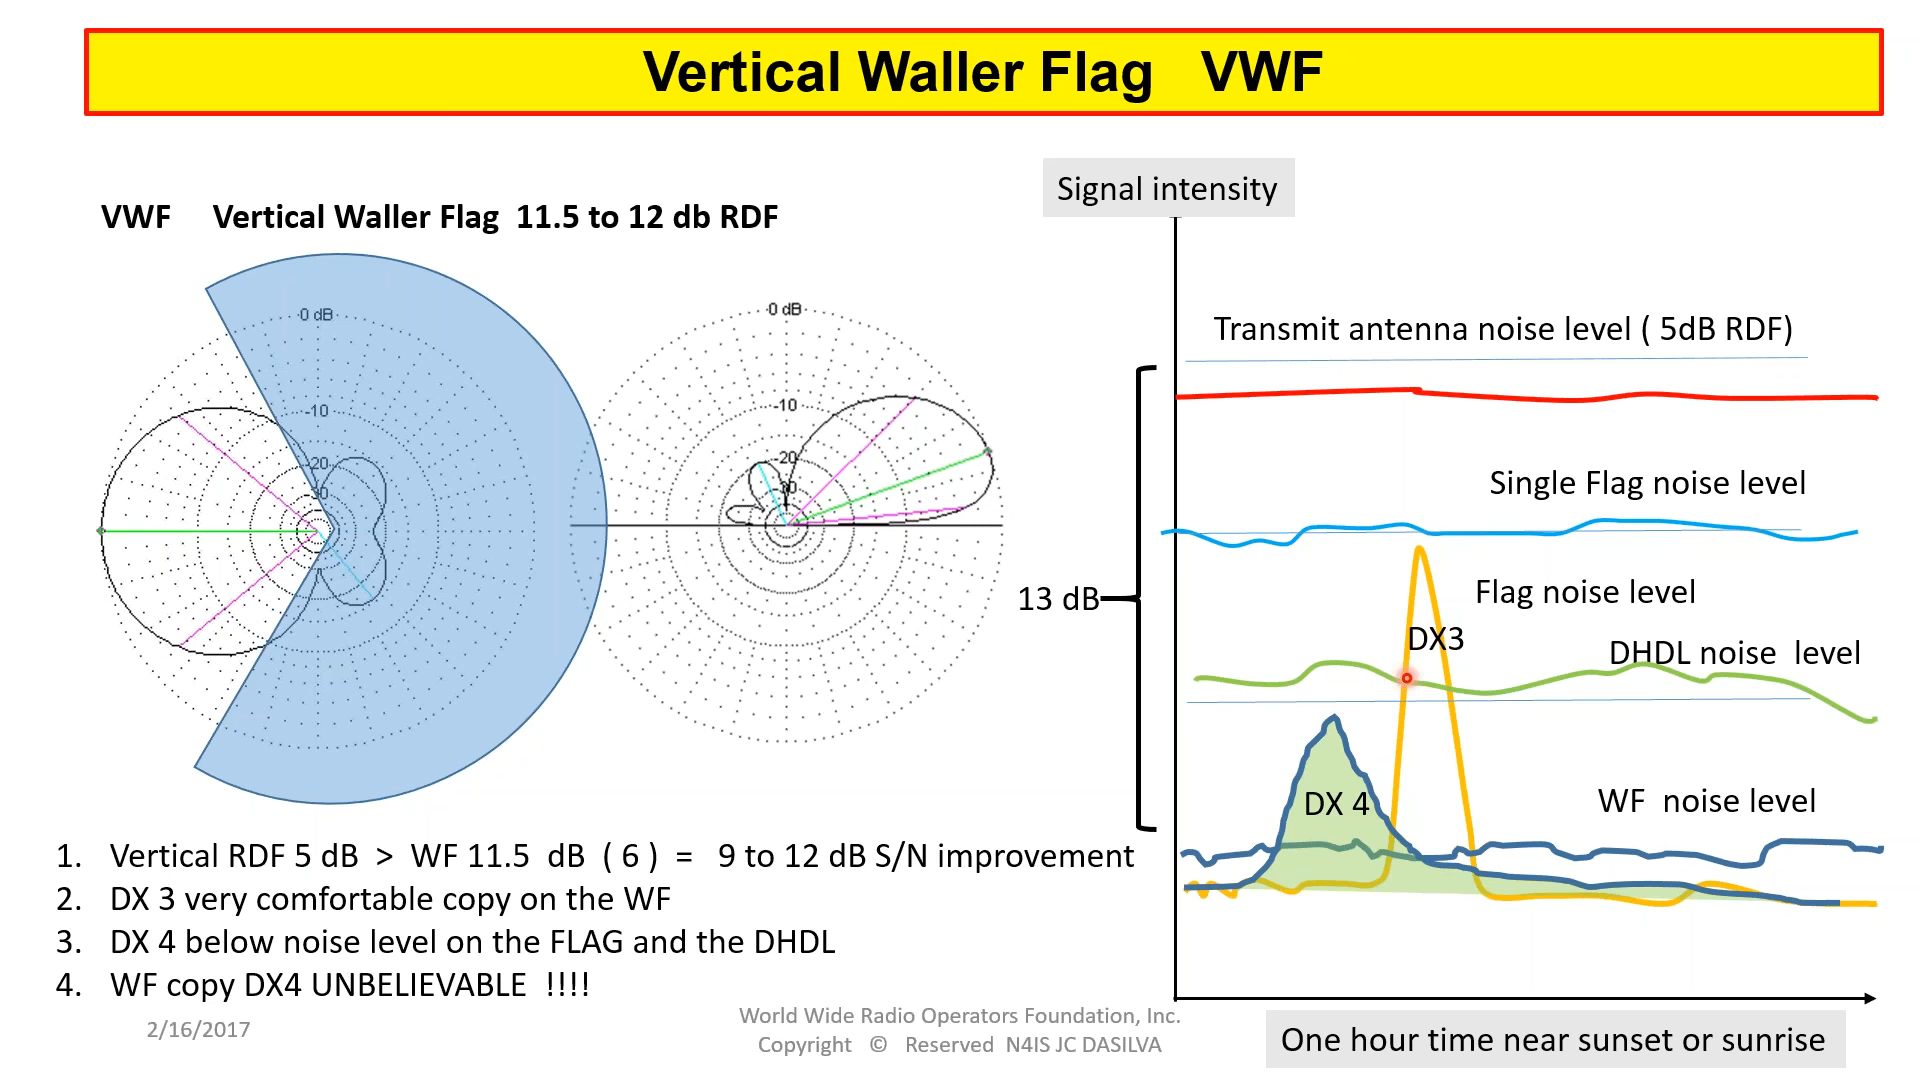 Vertical Waller Flag VWF
VWF Vertical Waller Flag 11.5 to 12 db RDF
0 dB
-10
-20
-30
0 dB
-10
-20
-30
Signal intensity
Transmit antenna noise level ( 5dB RDF)
Single Flag noise level
Flag noise level
13 dB
DX3
DHDL noise level
DX 4
WF noise level
1. Vertical RDF 5 dB > WF 11.5 dB ( 6 ) = 9 to 12 dB S/N improvement
2. DX 3 very comfortable copy on the WF
3. DX 4 below noise level on the FLAG and the DHDL
4. WF copy DX4 UNBELIEVABLE !!!!
2/16/2017
World Wide Radio Operators Foundation, Inc.
Copyright © Reserved N4IS JC DASILVA
One hour time near sunset or sunrise